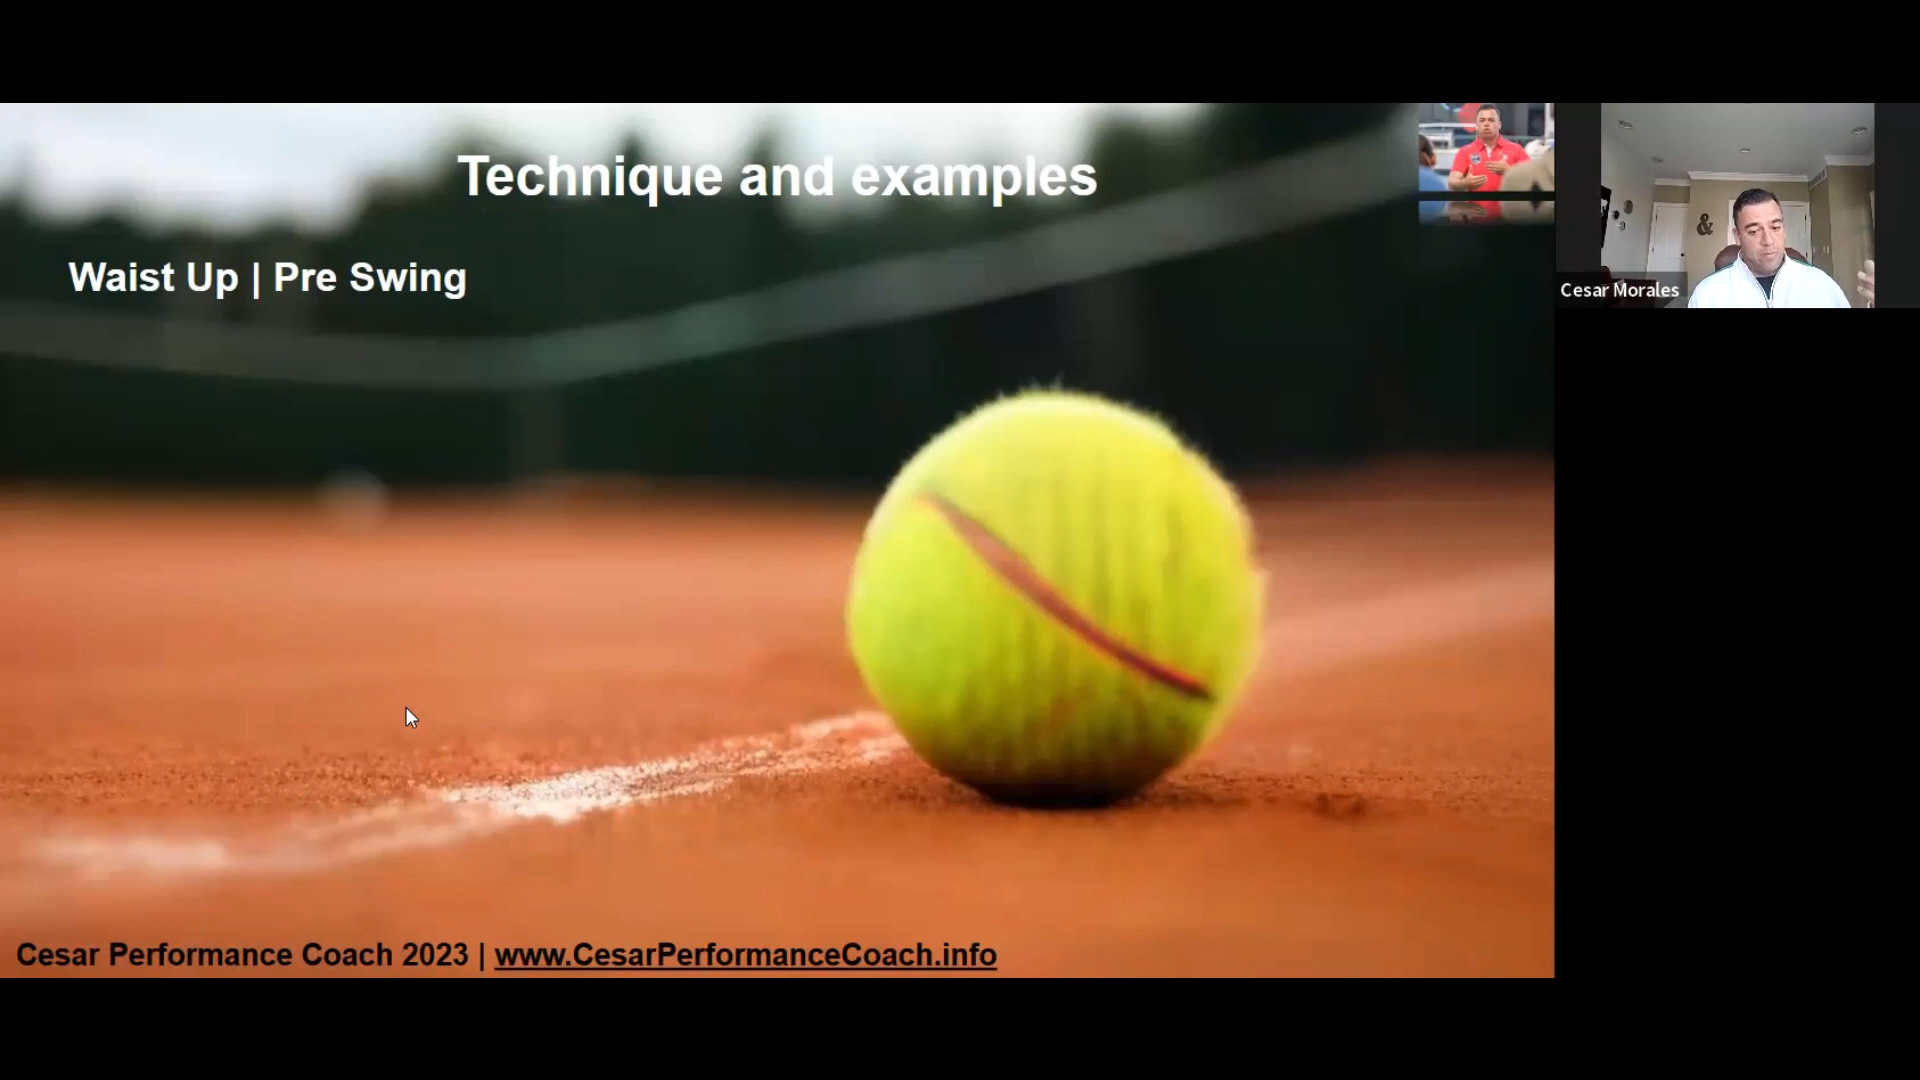 Technique and examples
Waist Up | Pre Swing
Cesar Morales
Cesar Performance Coach 2023 | www.CesarPerformanceCoach.info